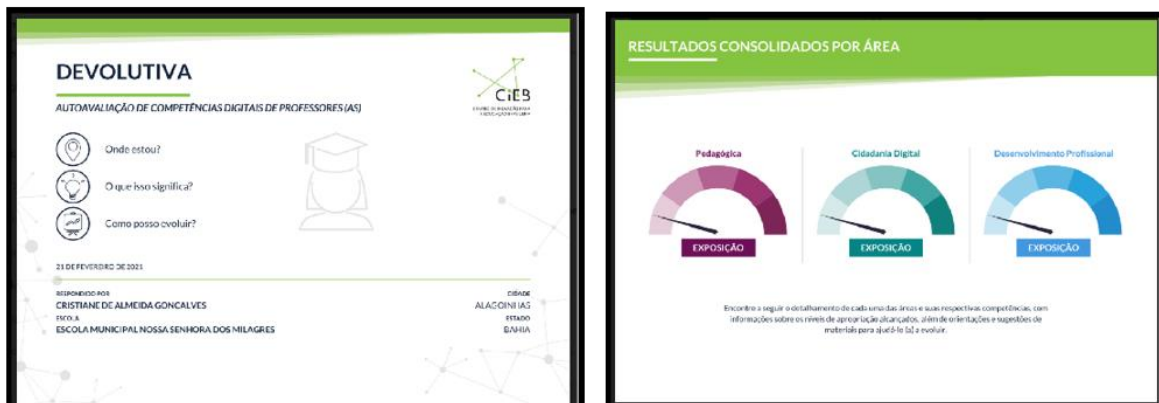 DEVOLUTIVA
AUTOAVALIAÇÃO DE COMPETÊNCIAS DIGITAIS DE PROFESSORES (AS)
CIEB
Onde estou?
O que isso significa?
Como posso evoluir?
21 DE FEVEREIRO DE 2021
RESPONDIDO POR
CRISTIANE DE ALMEIDA GONCALVES
ESCOLA
ESCOLA MUNICIPAL NOSSA SENHORA DOS MILAGRES
CIDADE
ALAGOINHAS
ESTADO
BAHIA
RESULTADOS CONSOLIDADOS POR ÁREA
Pedagógica
Cidadania Digital
Desenvolvimento Profissional
EXPOSIÇÃO
EXPOSIÇÃO
EXPOSIÇÃO
Encontre a seguir o detalhamento de cada uma das áreas e suas respectivas competências, com
informações sobre os níveis de apropriação alcançados, além de orientações e sugestões de
materiais para ajudá-lo (a) a evoluir.